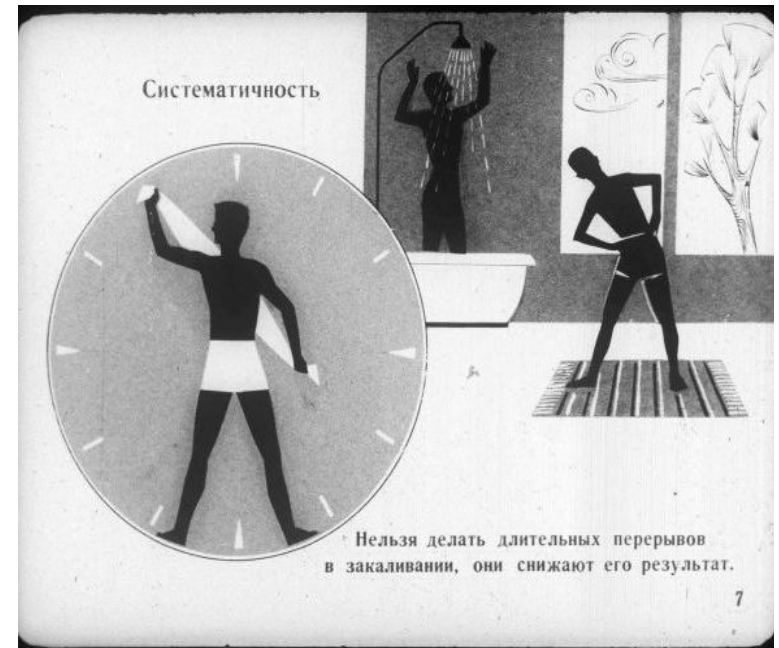 Систематичность
Нельзя делать длительных перерывов
в закаливании, они снижают его результат.
7